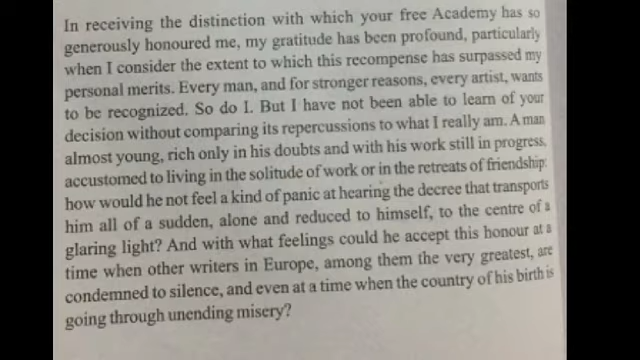 In receiving the distinction with which your free Academy has so
generously honoured me, my gratitude has been profound, particularly
when I consider the extent to which this recompense has surpassed my
personal merits. Every man, and for stronger reasons, every artist, wants
to be recognized. So do I. But I have not been able to learn of your
decision without comparing its repercussions to what I really am. A man
almost young, rich only in his doubts and with his work still in progress,
accustomed to living in the solitude of work or in the retreats of friendship:
how would he not feel a kind of panic at hearing the decree that transports
him all of a sudden, alone and reduced to himself, to the centre of a
glaring light? And with what feelings could he accept this honour at a
time when other writers in Europe, among them the very greatest, are
condemned to silence, and even at a time when the country of his birth is
going through unending misery?